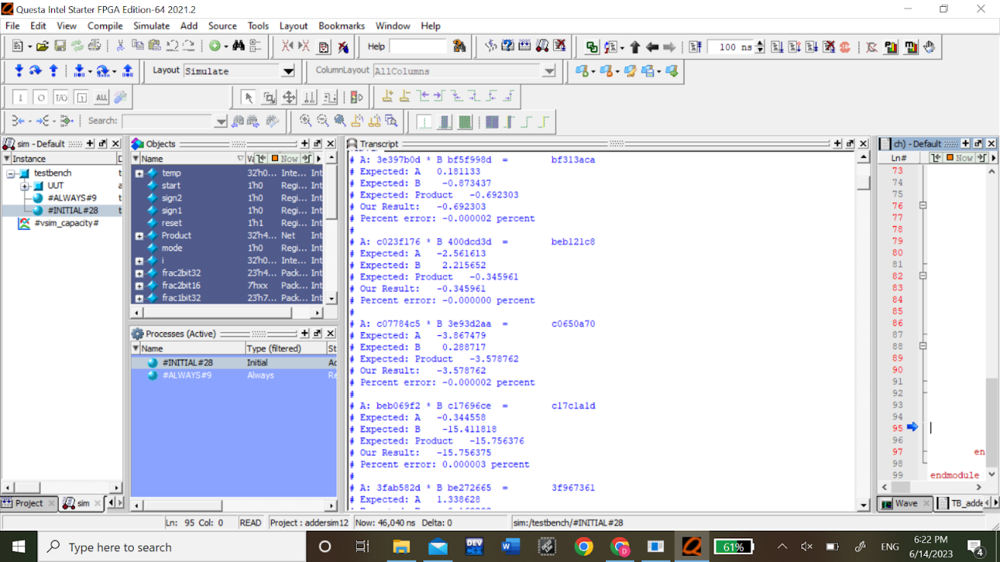 Questa Intel Starter FPGA Edition-64 2021.2
File Edit View Compile Simulate Add Source Tools Layout Bookmarks Window Help
Help
100 ns
Layout Simulate
ColumnLayout AllColumns
ALL
Search:
sim - Default
Instance
testbench
UUT
#ALWAYS#9
#INITIAL#28
#vsim_capacity#
Project
sim
Objects
Name Now
temp 32'h0... Inte... Int
start 1'h0 Regi... Int
sign2 1'h0 Regi... Int
sign1 1'h0 Regi... Int
reset 1'h1 Regi... Int
Product 32'h4... Net Int
mode 1'h0 Regi... Int
i 32'h0... Inte... Int
frac2bit32 23'h4... Pack... Int
frac2bit16 7'hxx Pack... Int
frac1bit32 23'h7... Pack... Int
Processes (Active)
Name Type (filtered) St
#INITIAL#28 Initial Ac
#ALWAYS#9 Always Re
Transcript
# A: 3e397b0d * B bf5f998d = bf313aca
# Expected: A 0.181133
# Expected: B -0.873437
# Expected: Product -0.692303
# Our Result: -0.692303
# Percent error: -0.000002 percent
#
# A: c023f176 * B 400dcd3d = beb121c8
# Expected: A -2.561613
# Expected: B 2.215652
# Expected: Product -0.345961
# Our Result: -0.345961
# Percent error: -0.000000 percent
#
# A: c07784c5 * B 3e93d2aa = c0650a70
# Expected: A -3.867479
# Expected: B 0.288717
# Expected: Product -3.578762
# Our Result: -3.578762
# Percent error: -0.000002 percent
#
# A: beb069f2 * B c17696ce = c17c1a1d
# Expected: A -0.344558
# Expected: B -15.411818
# Expected: Product -15.756376
# Our Result: -15.756375
# Percent error: 0.000003 percent
#
# A: 3fab582d * B be272665 = 3f967361
# Expected: A 1.338628
ch) - Default
Ln# Now
73
74
75
76
77
78
79
80
81
82
83
84
85
86
87
88
89
90
91
92
93
94
95
96
97 en
98
99 endmodule
Wave
TB_adde
Ln: 95 Col: 0 READ Project : addersim12 Now: 46,040 ns Delta: 0 sim:/testbench/#INITIAL#28
Type here to search
DEV
61%
ENG
6:22 PM
6/14/2023
4